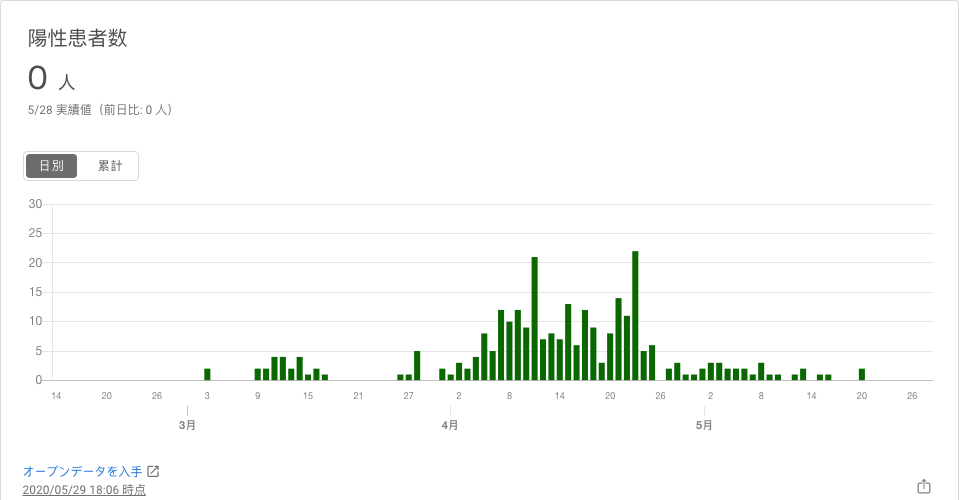 陽性患者数
0 人
5/28 実績値（前日比: 0 人）
日別 累計
30
25
20
15
10
5
0
14 20 26 3 9 15 21 27 2 8 14 20 26 2 8 14 20 26
3月 4月 5月
オープンデータを入手
2020/05/29 18:06 時点